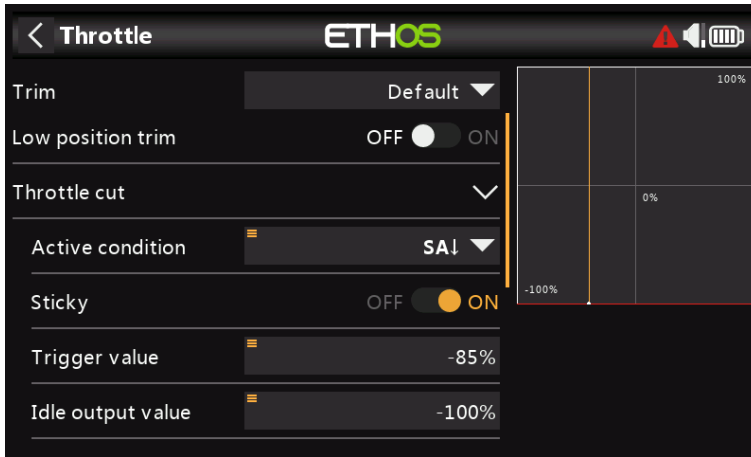 Throttle
ETHOS
Trim Default
Low position trim OFF ON
Throttle cut
Active condition SA↓
Sticky OFF ON
Trigger value -85%
Idle output value -100%
100%
0%
-100%